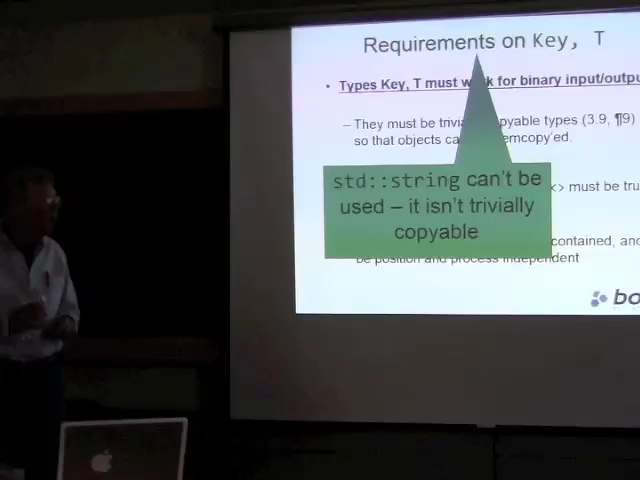 Requirements on Key, T
• Types Key, T must work for binary input/outpu
– They must be trivi pyable types (3.9, ¶9)
so that objects ca emcopy'ed.
std::string can't be
used – it isn't trivially
copyable
<> must be tru
contained, and
be position and process independent
bo